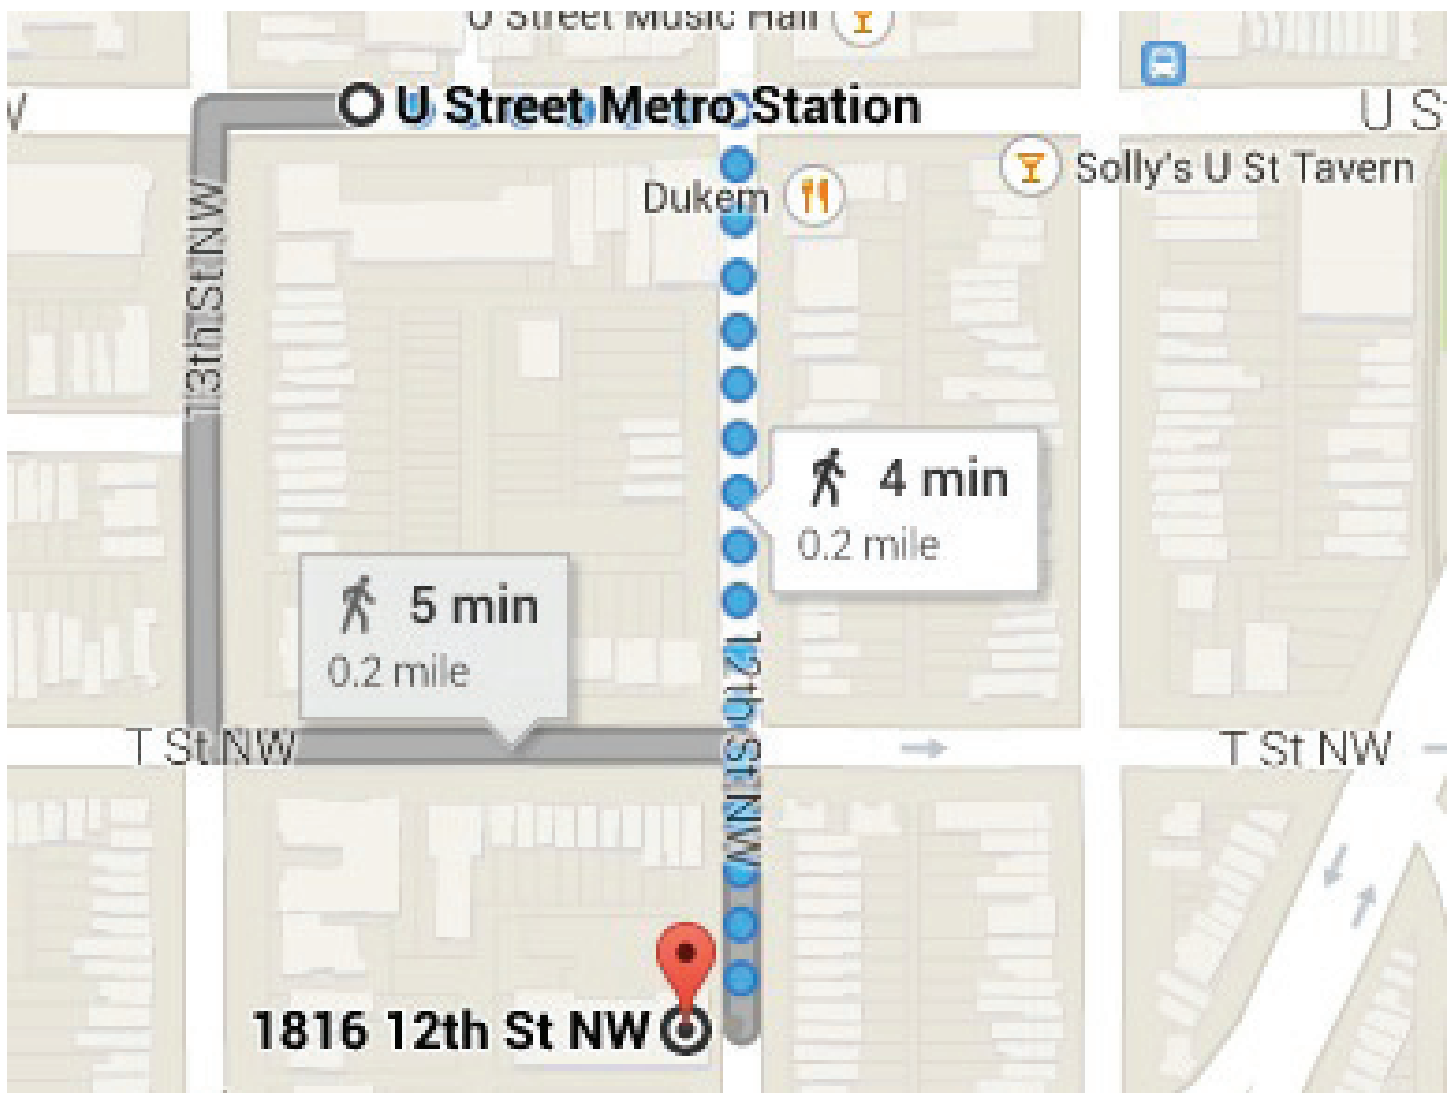 U Street Music Hall
W
U Street Metro Station
U St
Solly's U St Tavern
Dukem
13th St NW
4 min
0.2 mile
5 min
0.2 mile
12th St NW
T St NW
T St NW
1816 12th St NW